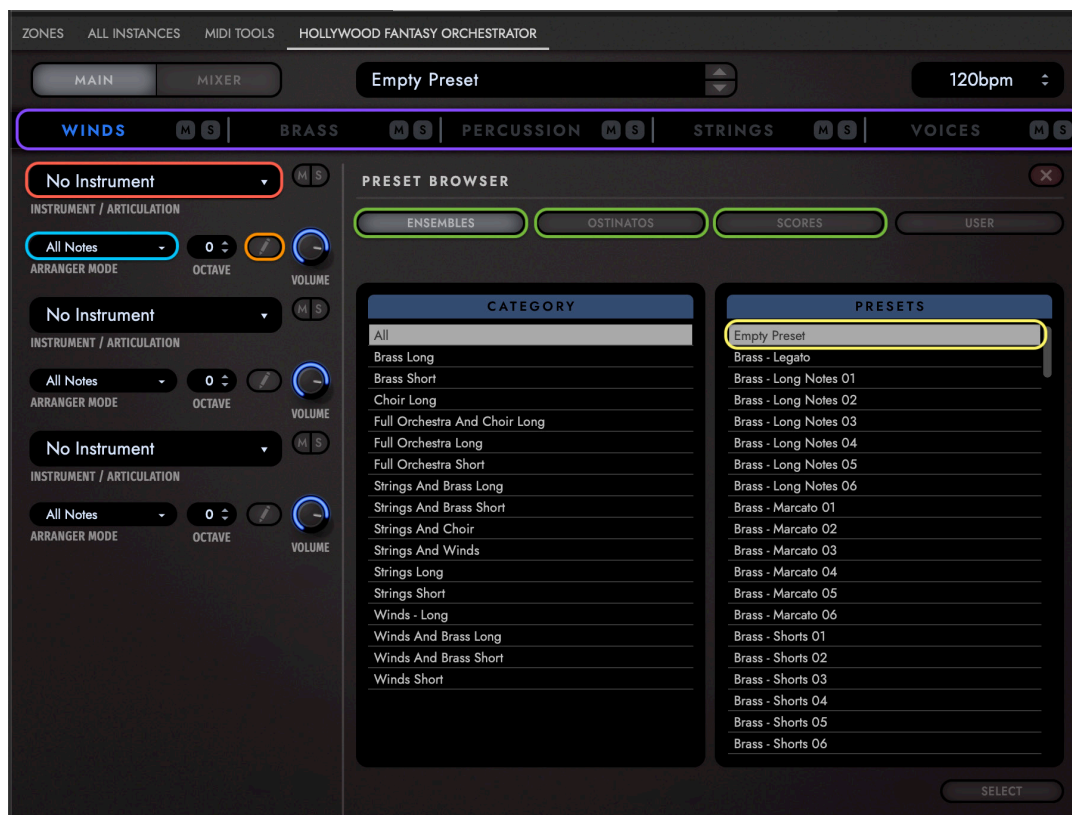 ZONES ALL INSTANCES MIDI TOOLS HOLLYWOOD FANTASY ORCHESTRATOR
MAIN MIXER Empty Preset 120bpm
WINDS M S BRASS M S PERCUSSION M S STRINGS M S VOICES M S
No Instrument M S
INSTRUMENT / ARTICULATION
All Notes 0
ARRANGER MODE OCTAVE VOLUME
No Instrument M S
INSTRUMENT / ARTICULATION
All Notes 0
ARRANGER MODE OCTAVE VOLUME
No Instrument M S
INSTRUMENT / ARTICULATION
All Notes 0
ARRANGER MODE OCTAVE VOLUME
PRESET BROWSER
ENSEMBLES OSTINATOS SCORES USER
CATEGORY
All
Brass Long
Brass Short
Choir Long
Full Orchestra And Choir Long
Full Orchestra Long
Full Orchestra Short
Strings And Brass Long
Strings And Brass Short
Strings And Choir
Strings And Winds
Strings Long
Strings Short
Winds - Long
Winds And Brass Long
Winds And Brass Short
Winds Short
PRESETS
Empty Preset
Brass - Legato
Brass - Long Notes 01
Brass - Long Notes 02
Brass - Long Notes 03
Brass - Long Notes 04
Brass - Long Notes 05
Brass - Long Notes 06
Brass - Marcato 01
Brass - Marcato 02
Brass - Marcato 03
Brass - Marcato 04
Brass - Marcato 05
Brass - Marcato 06
Brass - Shorts 01
Brass - Shorts 02
Brass - Shorts 03
Brass - Shorts 04
Brass - Shorts 05
Brass - Shorts 06
SELECT